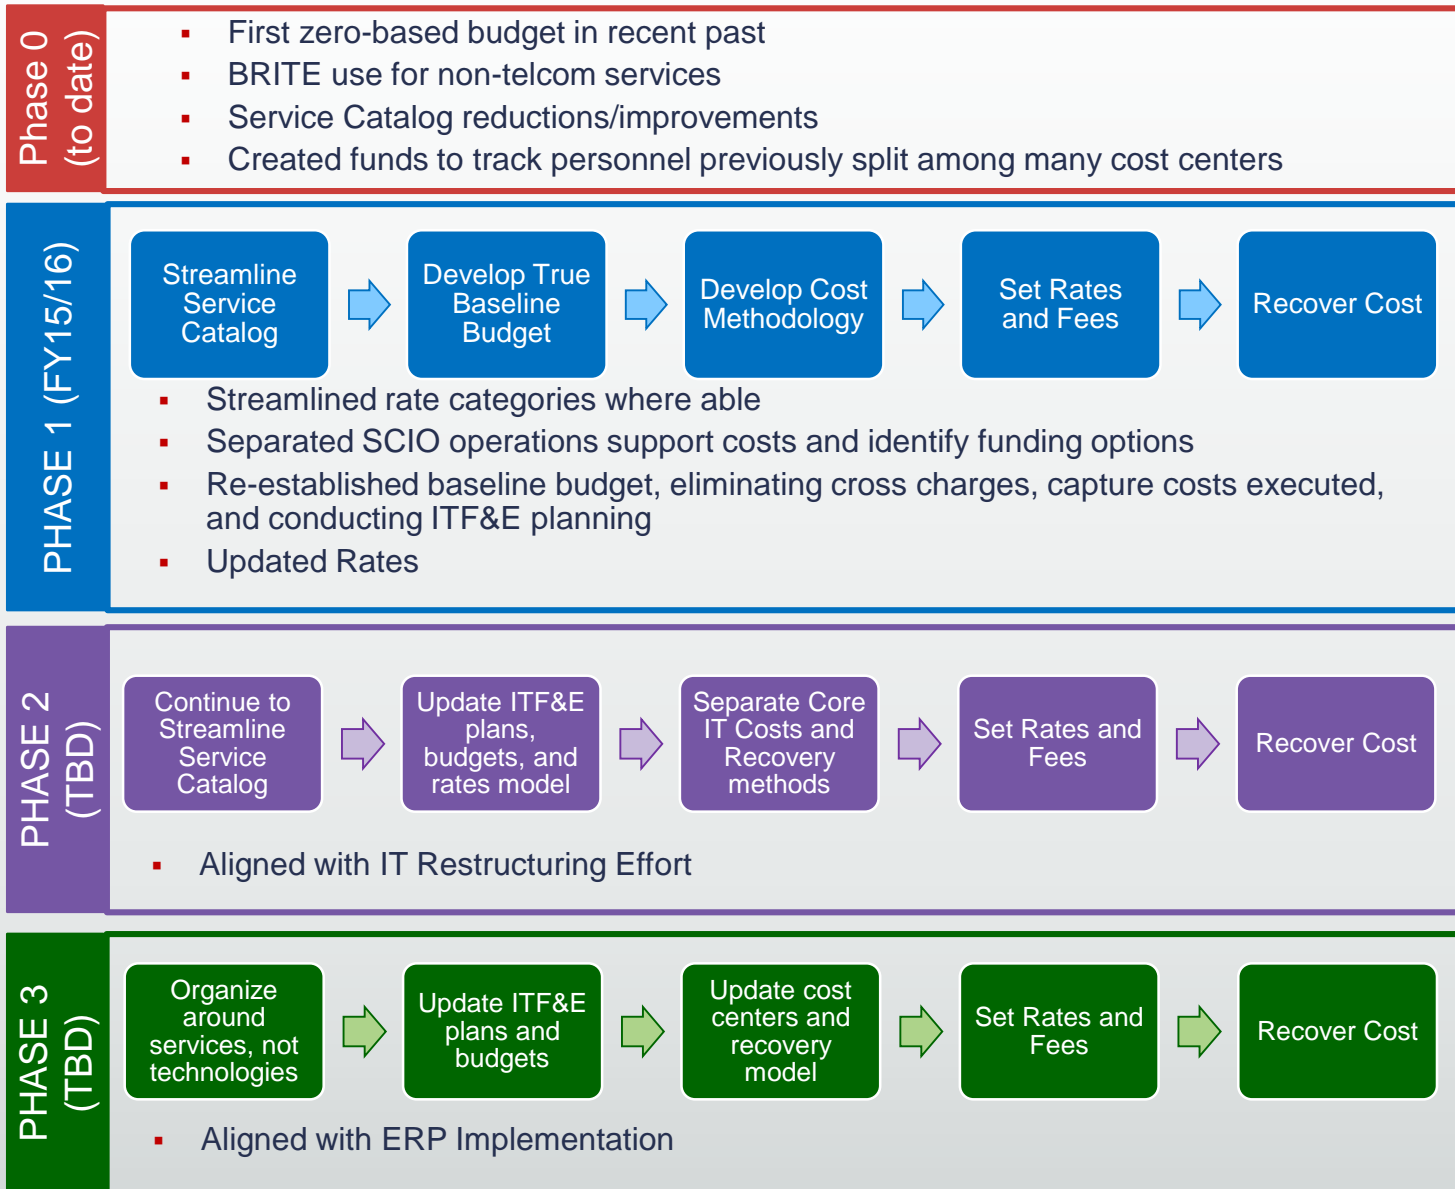 Phase 0
(to date)
▪ First zero-based budget in recent past
▪ BRITE use for non-telcom services
▪ Service Catalog reductions/improvements
▪ Created funds to track personnel previously split among many cost centers
PHASE 1 (FY15/16)
Streamline
Service
Catalog
Develop True
Baseline
Budget
Develop Cost
Methodology
Set Rates
and Fees
Recover Cost
▪ Streamlined rate categories where able
▪ Separated SCIO operations support costs and identify funding options
▪ Re-established baseline budget, eliminating cross charges, capture costs executed,
and conducting ITF&E planning
▪ Updated Rates
PHASE 2
(TBD)
Continue to
Streamline
Service
Catalog
Update ITF&E
plans,
budgets, and
rates model
Separate Core
IT Costs and
Recovery
methods
Set Rates and
Fees
Recover Cost
▪ Aligned with IT Restructuring Effort
PHASE 3
(TBD)
Organize
around
services, not
technologies
Update ITF&E
plans and
budgets
Update cost
centers and
recovery
model
Set Rates and
Fees
Recover Cost
▪ Aligned with ERP Implementation